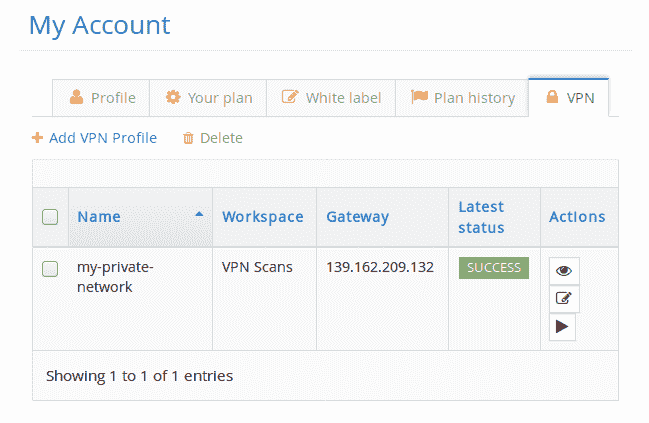 My Account
Profile Your plan White label Plan history VPN
Add VPN Profile Delete
Name Workspace Gateway Latest status Actions
my-private-network VPN Scans 139.162.209.132 SUCCESS
Showing 1 to 1 of 1 entries